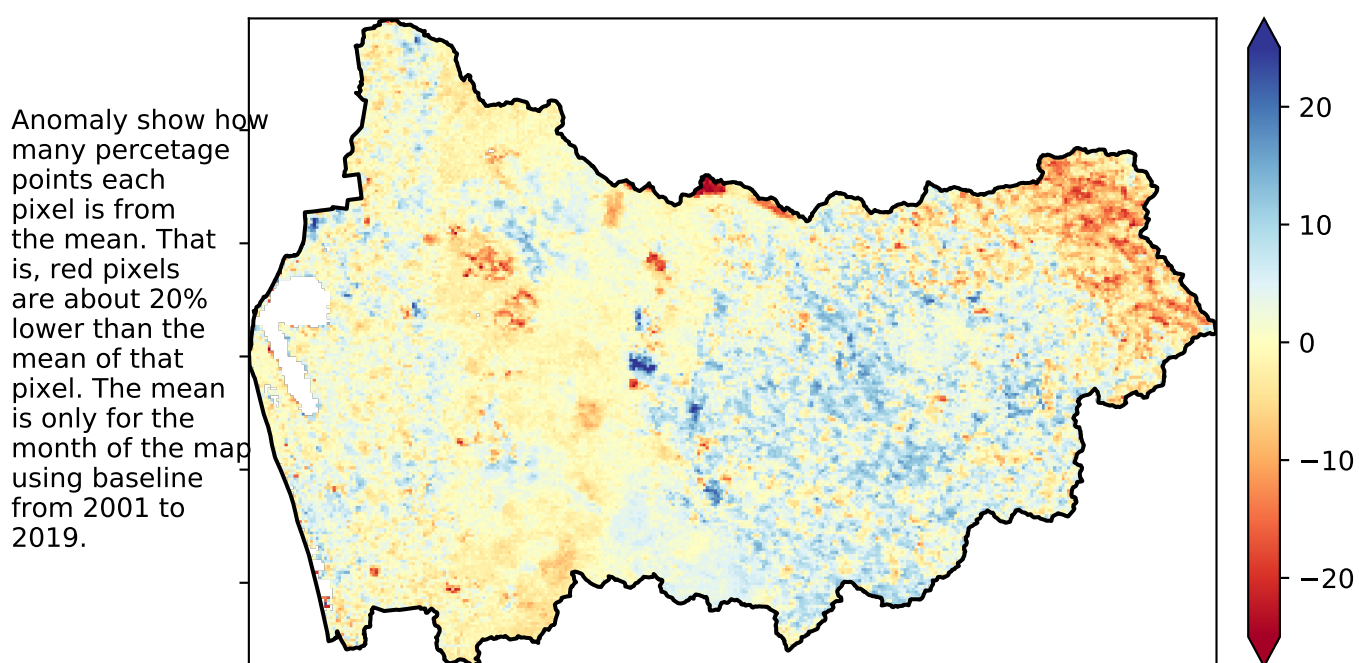 Anomaly show how
many percetage
points each
pixel is from
the mean. That
is, red pixels
are about 20%
lower than the
mean of that
pixel. The mean
is only for the
month of the map
using baseline
from 2001 to
2019.
20
10
0
−10
−20